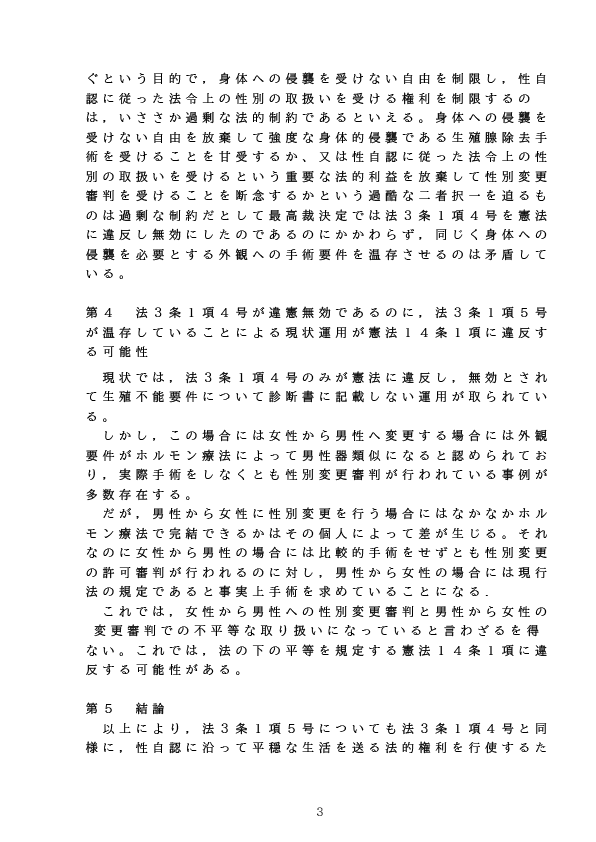 ぐという目的で，身体への侵襲を受けない自由を制限し，性自
認に従った法令上の性別の取扱いを受ける権利を制限するの
は，いささか過剰な法的制約であるといえる。身体への侵襲を
受けない自由を放棄して強度な身体的侵襲である生殖腺除去手
術を受けることを甘受するか、又は性自認に従った法令上の性
別の取扱いを受けるという重要な法的利益を放棄して性別変更
審判を受けることを断念するかという過酷な二者択一を迫るも
のは過剰な制約だとして最高裁決定では法３条１項４号を憲法
に違反し無効にしたのであるのにかかわらず，同じく身体への
侵襲を必要とする外観への手術要件を温存させるのは矛盾して
いる。
第４　法３条１項４号が違憲無効であるのに，法３条１項５号
が温存していることによる現状運用が憲法１４条１項に違反す
る可能性
　現状では，法３条１項４号のみが憲法に違反し，無効とされ
て生殖不能要件について診断書に記載しない運用が取られてい
る。
　しかし，この場合には女性から男性へ変更する場合には外観
要件がホルモン療法によって男性器類似になると認められてお
り，実際手術をしなくとも性別変更審判が行われている事例が
多数存在する。
　だが，男性から女性に性別変更を行う場合にはなかなかホル
モン療法で完結できるかはその個人によって差が生じる。それ
なのに女性から男性の場合には比較的手術をせずとも性別変更
の許可審判が行われるのに対し，男性から女性の場合には現行
法の規定であると事実上手術を求めていることになる．
　これでは，女性から男性への性別変更審判と男性から女性の
変更審判での不平等な取り扱いになっていると言わざるを得
ない。これでは，法の下の平等を規定する憲法１４条１項に違
反する可能性がある。
第５　結論
　以上により，法３条１項５号についても法３条１項４号と同
様に，性自認に沿って平穏な生活を送る法的権利を行使するた
3